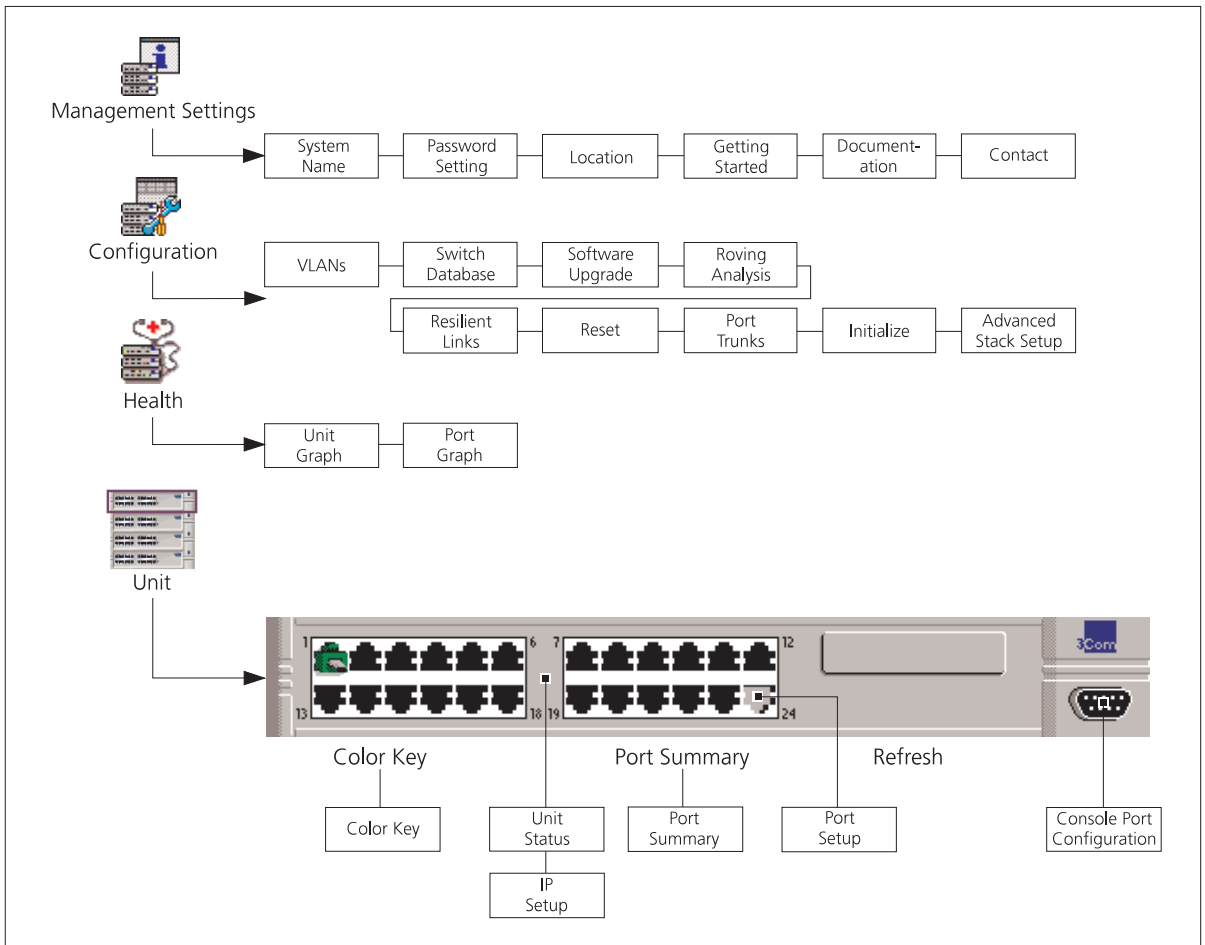 Management Settings
System
Name
Password
Setting
Location
Getting
Started
Document-
ation
Contact
Configuration
VLANs
Switch
Database
Software
Upgrade
Roving
Analysis
Resilient
Links
Reset
Port
Trunks
Initialize
Advanced
Stack Setup
Health
Unit
Graph
Port
Graph
Unit
1
6
7
12
3Com
13
18
19
24
Color Key
Port Summary
Refresh
Color Key
Unit
Status
Port
Summary
Port
Setup
Console Port
Configuration
IP
Setup